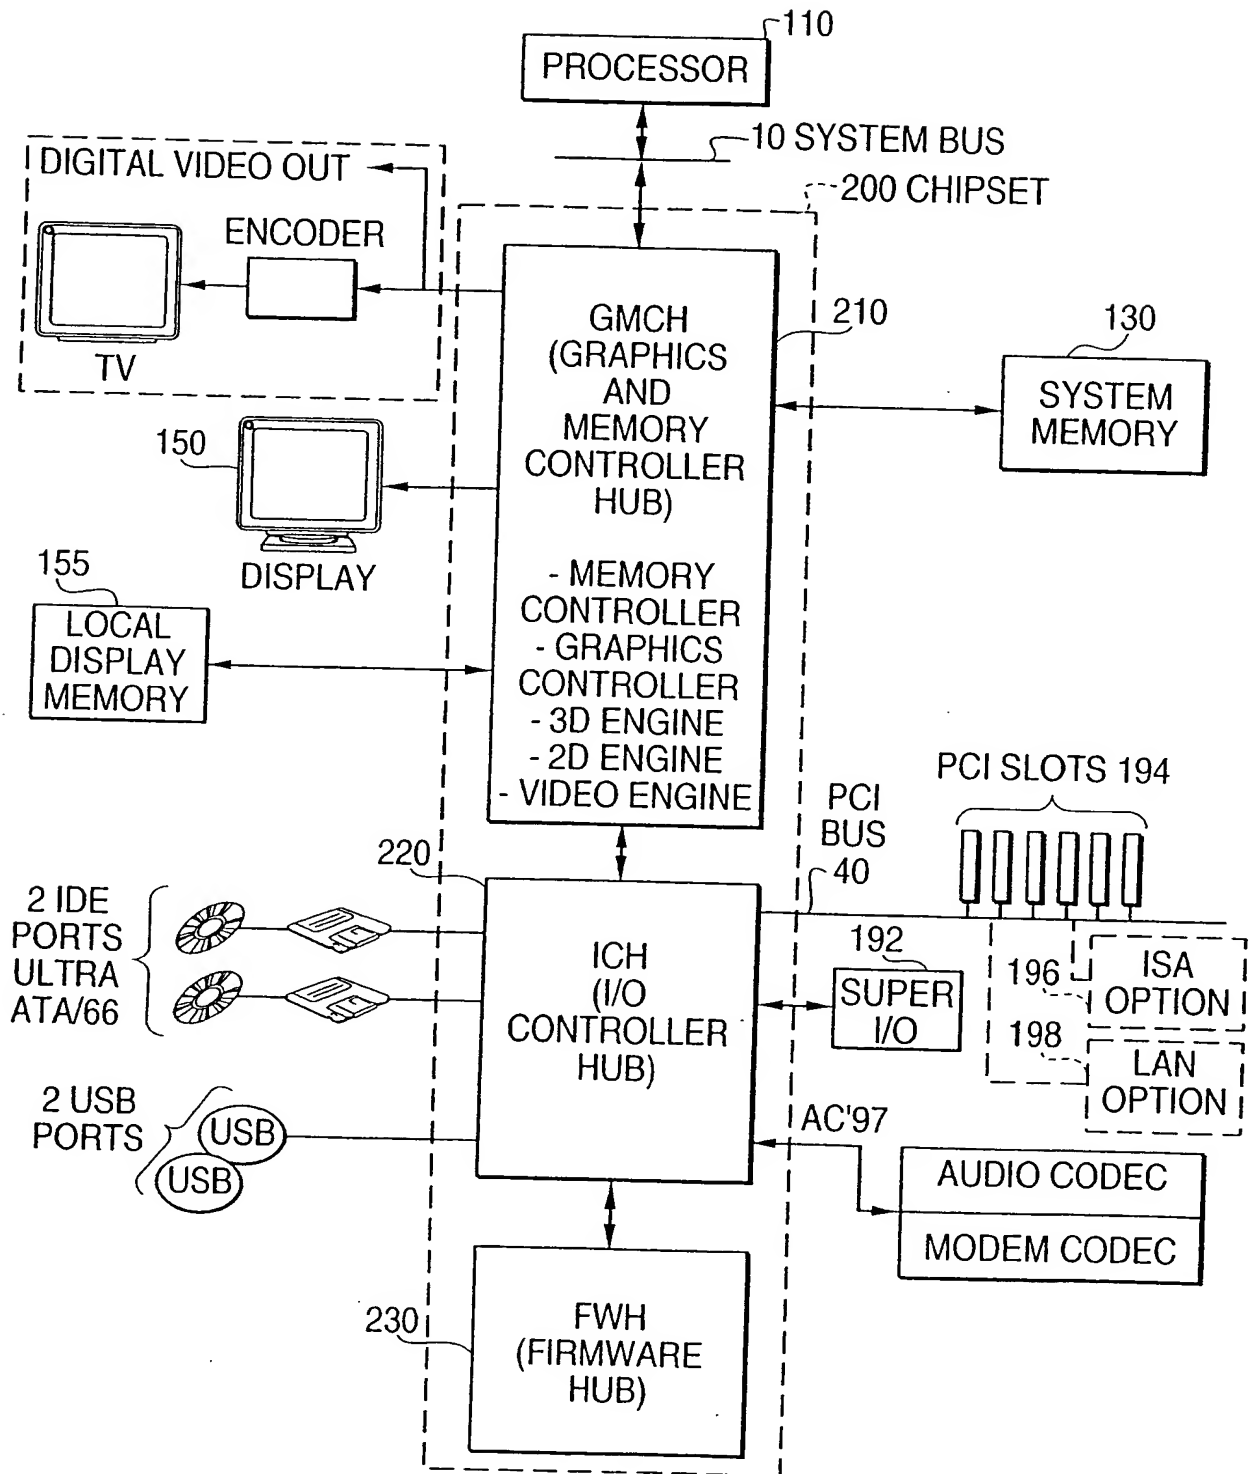 110
PROCESSOR
10 SYSTEM BUS
200 CHIPSET
DIGITAL VIDEO OUT
ENCODER
TV
GMCH
(GRAPHICS
AND
MEMORY
CONTROLLER
HUB)
- MEMORY
CONTROLLER
- GRAPHICS
CONTROLLER
- 3D ENGINE
- 2D ENGINE
- VIDEO ENGINE
210
130
SYSTEM
MEMORY
150
DISPLAY
155
LOCAL
DISPLAY
MEMORY
PCI SLOTS 194
PCI
BUS
40
220
2 IDE
PORTS
ULTRA
ATA/66
ICH
(I/O
CONTROLLER
HUB)
192
SUPER
I/O
196
ISA
OPTION
198
LAN
OPTION
2 USB
PORTS
USB
USB
AC'97
AUDIO CODEC
MODEM CODEC
230
FWH
(FIRMWARE
HUB)